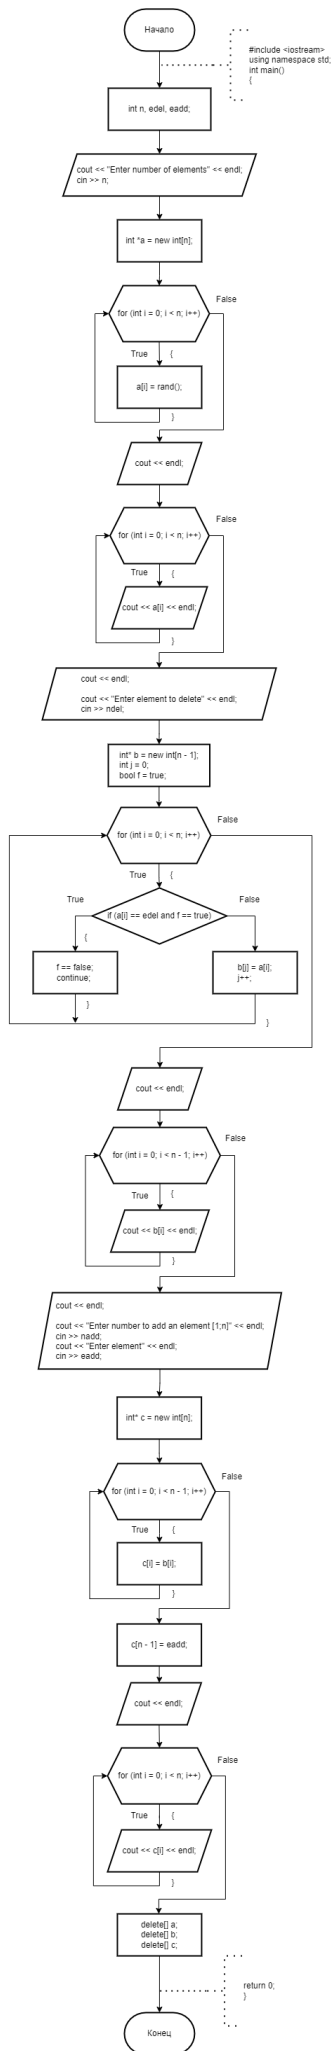 Начало
#include <iostream>
using namespace std;
int main()
{
int n, edel, eadd;
cout << "Enter number of elements" << endl;
cin >> n;
int *a = new int[n];
for (int i = 0; i < n; i++)
False
True
{
a[i] = rand();
}
cout << endl;
for (int i = 0; i < n; i++)
False
True
{
cout << a[i] << endl;
}
cout << endl;
cout << "Enter element to delete" << endl;
cin >> ndel;
int* b = new int[n - 1];
int j = 0;
bool f = true;
for (int i = 0; i < n; i++)
False
True
{
if (a[i] == edel and f == true)
True
False
{
f == false;
continue;
b[j] = a[i];
j++;
}
}
cout << endl;
for (int i = 0; i < n - 1; i++)
False
True
{
cout << b[i] << endl;
}
cout << endl;
cout << "Enter number to add an element [1;n]" << endl;
cin >> nadd;
cout << "Enter element" << endl;
cin >> eadd;
int* c = new int[n];
for (int i = 0; i < n - 1; i++)
False
True
{
c[i] = b[i];
}
c[n - 1] = eadd;
cout << endl;
for (int i = 0; i < n; i++)
False
True
{
cout << c[i] << endl;
}
delete[] a;
delete[] b;
delete[] c;
return 0;
}
Конец